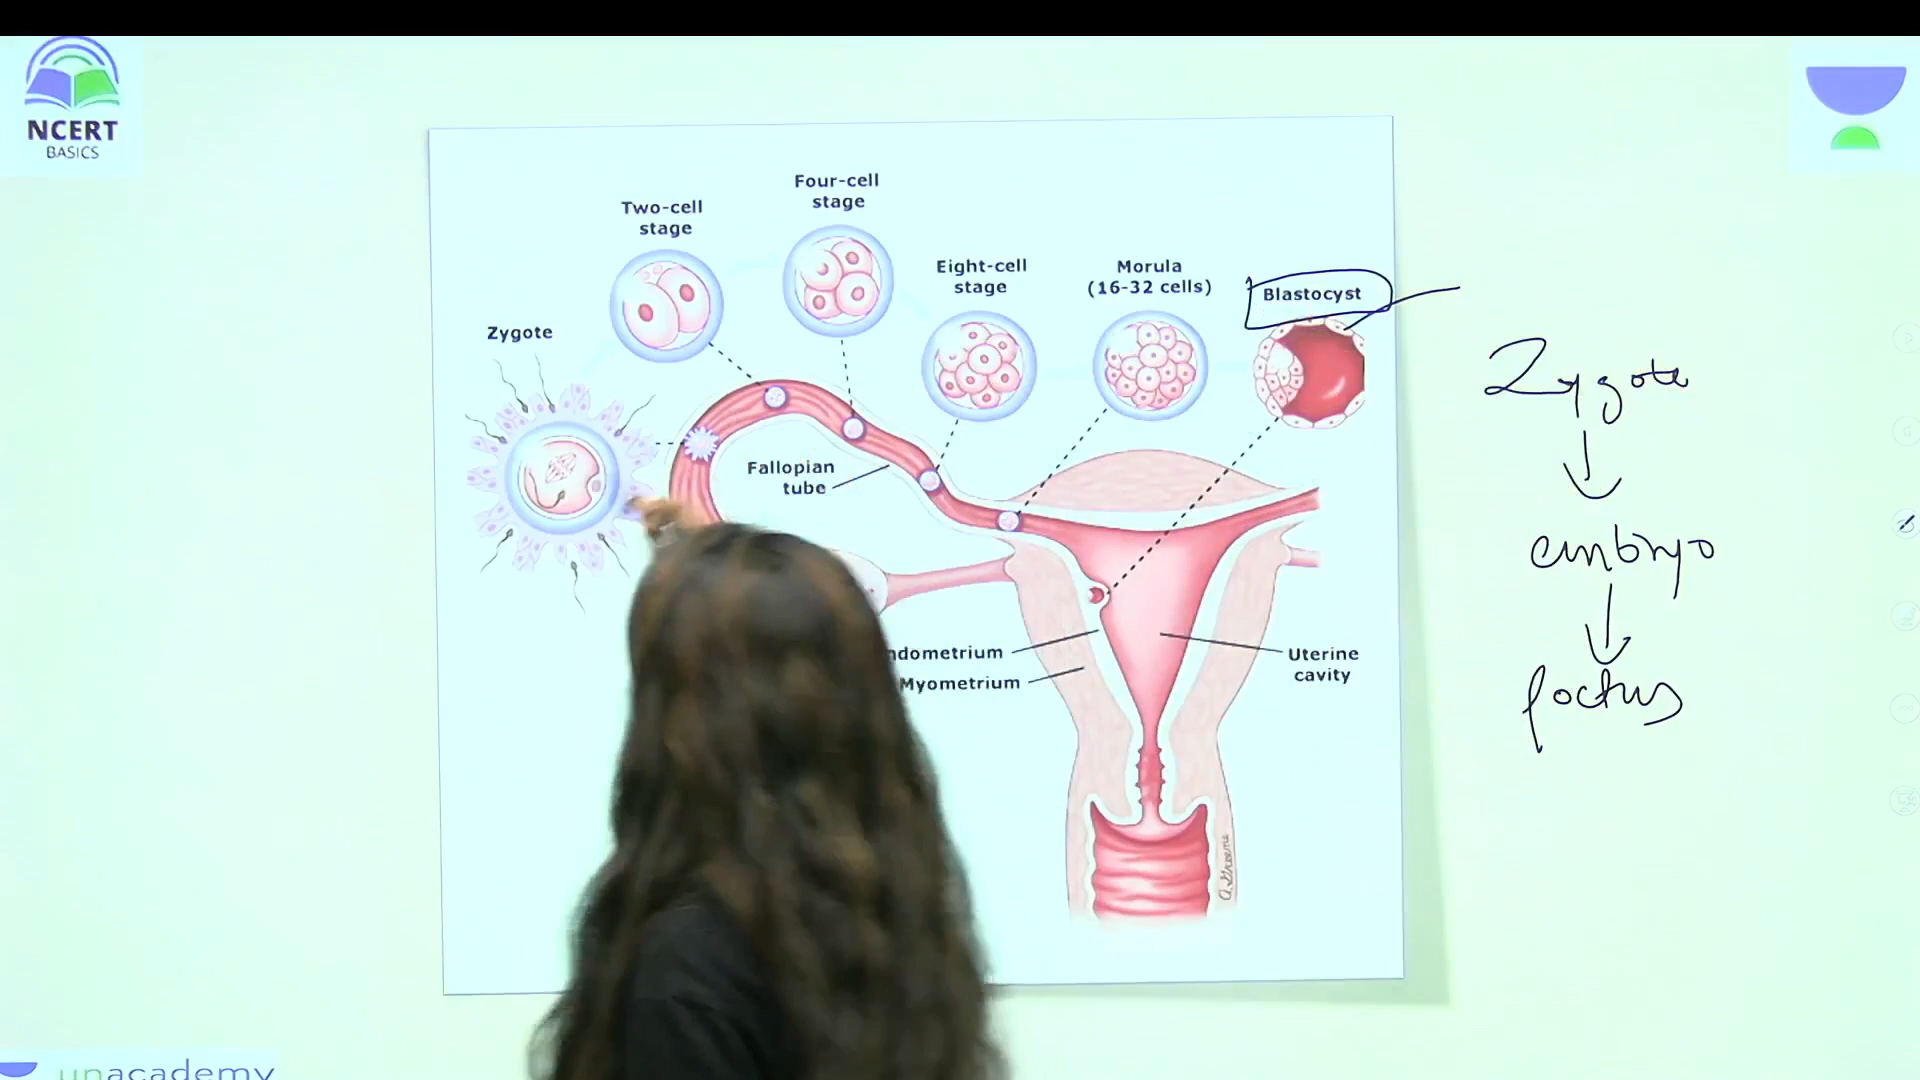 NCERT
BASICS
Four-cell
stage
Two-cell
stage
Eight-cell
stage
Morula
(16-32 cells)
Blastocyst
Zygote
Zygote
Fallopian
tube
embryo
ndometrium
Myometrium
Uterine
cavity
foetus
A.Greene
unacademy